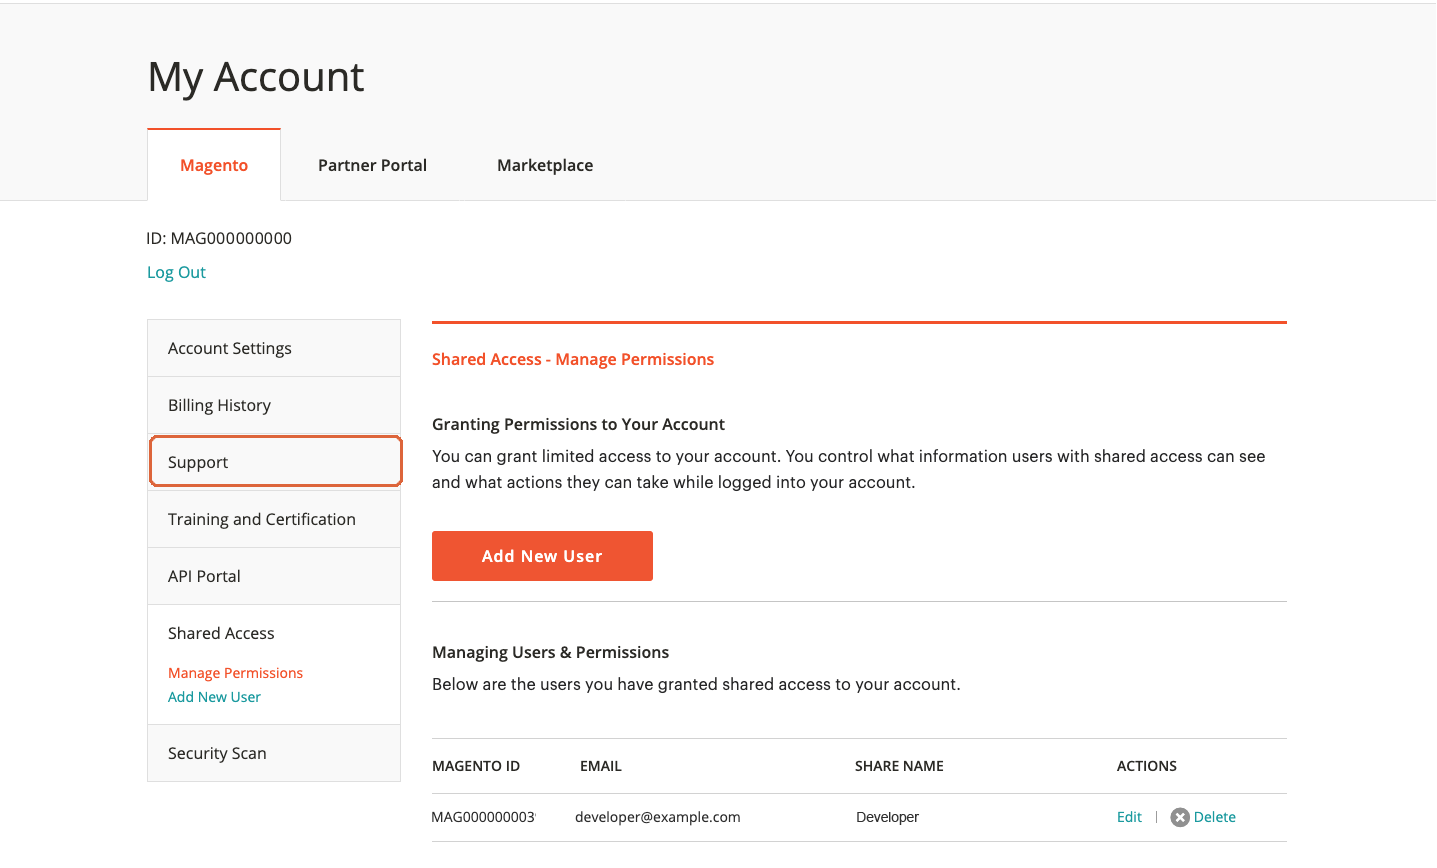 My Account
Magento Partner Portal Marketplace
ID: MAG000000000
Log Out
Account Settings
Billing History
Support
Training and Certification
API Portal
Shared Access
Manage Permissions
Add New User
Security Scan
Shared Access - Manage Permissions
Granting Permissions to Your Account
You can grant limited access to your account. You control what information users with shared access can see
and what actions they can take while logged into your account.
Add New User
Managing Users & Permissions
Below are the users you have granted shared access to your account.
MAGENTO ID EMAIL SHARE NAME ACTIONS
MAG000000003 developer@example.com Developer Edit | Delete